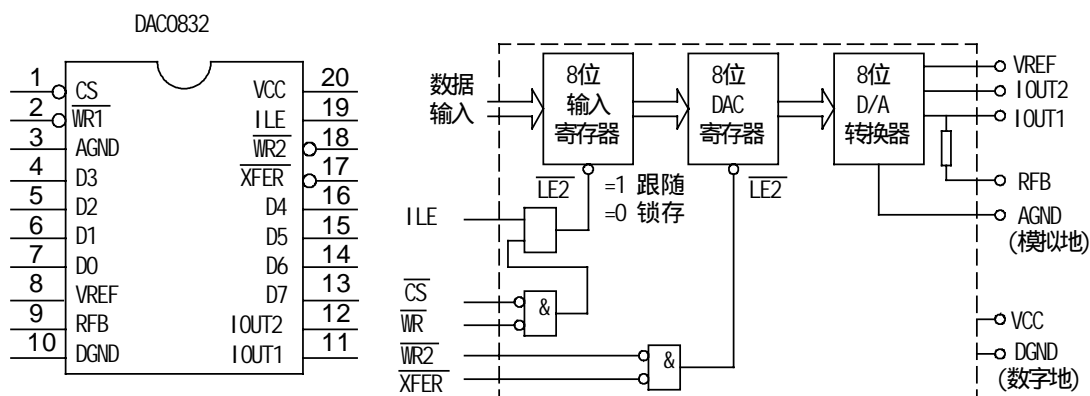 DAC0832
1 CS VCC 20
2 WR1 ILE 19
3 AGND WR2 18
4 D3 XFER 17
5 D2 D4 16
6 D1 D5 15
7 D0 D6 14
8 VREF D7 13
9 RFB IOUT2 12
10 DGND IOUT1 11
数据
输入
8位
输入
寄存器
8位
DAC
寄存器
8位
D/A
转换器
VREF
IOUT2
IOUT1
RFB
AGND
(模拟地)
LE2
=1 跟随
=0 锁存
LE2
ILE
CS
WR
&
WR2
XFER
&
VCC
DGND
(数字地)